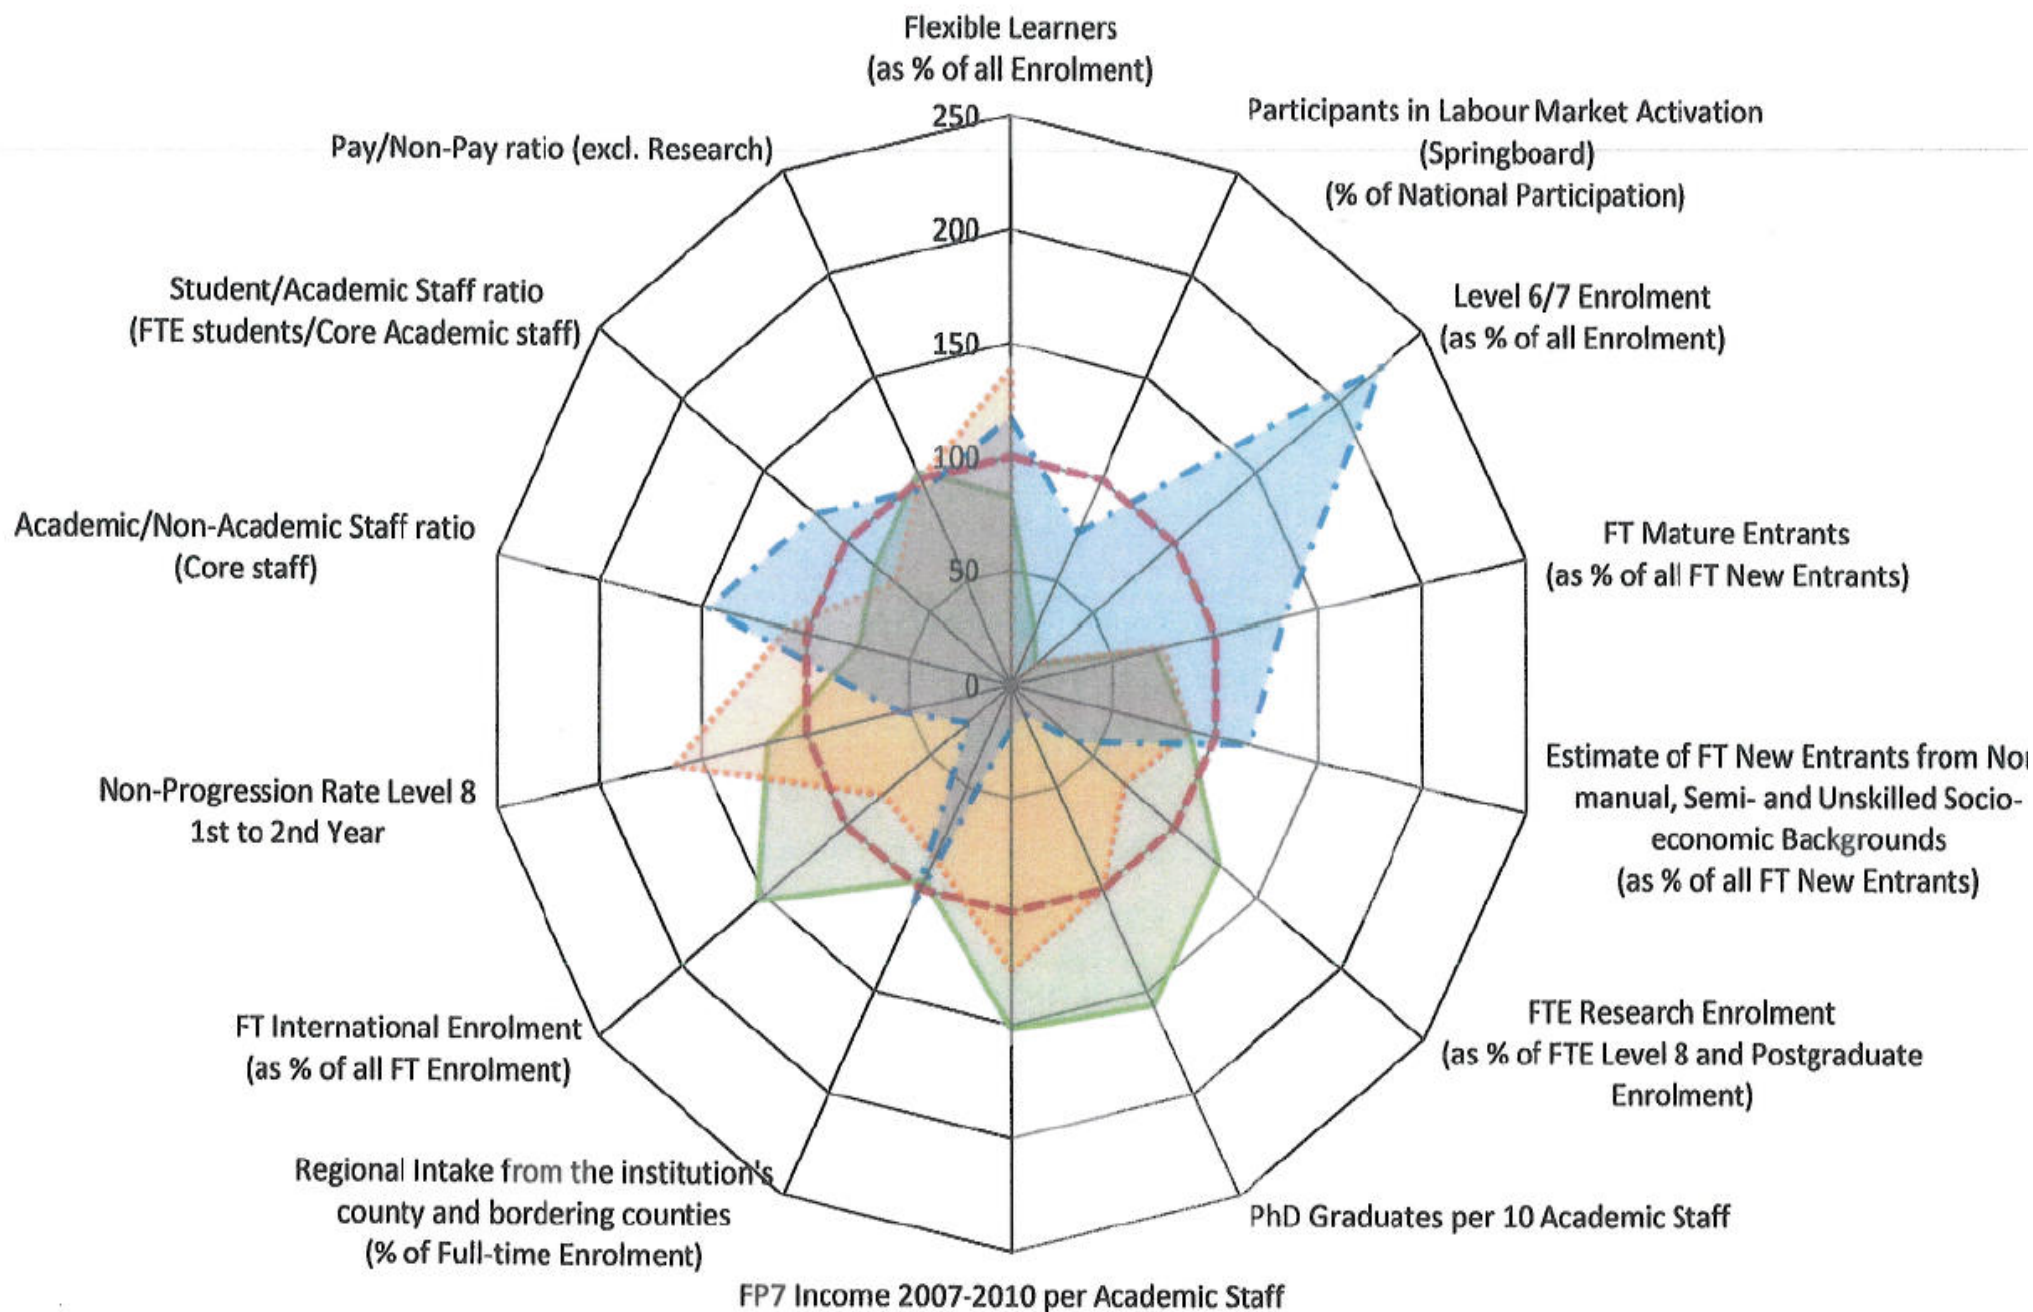 Flexible Learners
(as % of all Enrolment)
Participants in Labour Market Activation
(Springboard)
(% of National Participation)
Level 6/7 Enrolment
(as % of all Enrolment)
FT Mature Entrants
(as % of all FT New Entrants)
Estimate of FT New Entrants from
manual, Semi- and Unskilled Socio-
economic Backgrounds
(as % of all FT New Entrants)
FTE Research Enrolment
(as % of FTE Level 8 and Postgraduate
Enrolment)
PhD Graduates per 10 Academic Staff
FP7 Income 2007-2010 per Academic Staff
Regional Intake from the institution's
county and bordering counties
(% of Full-time Enrolment)
FT International Enrolment
(as % of all FT Enrolment)
Non-Progression Rate Level 8
1st to 2nd Year
Academic/Non-Academic Staff ratio
(Core staff)
Student/Academic Staff ratio
(FTE students/Core Academic staff)
Pay/Non-Pay ratio (excl. Research)
250
200
150
100
50
0